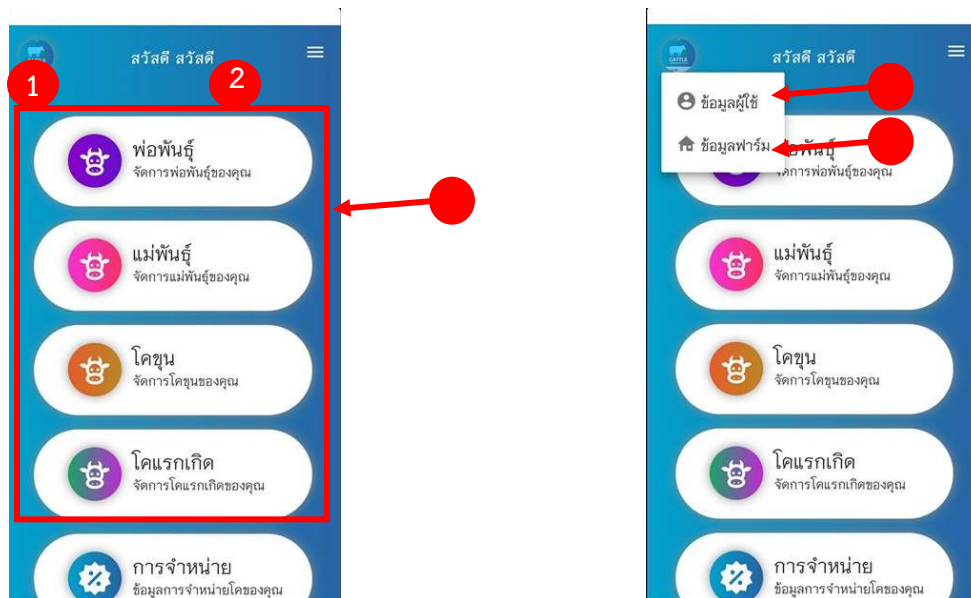 สวัสดี สวัสดี
1
2
พ่อพันธุ์
จัดการพ่อพันธุ์ของคุณ
แม่พันธุ์
จัดการแม่พันธุ์ของคุณ
โคขุน
จัดการโคขุนของคุณ
โคแรกเกิด
จัดการโคแรกเกิดของคุณ
การจำหน่าย
ข้อมูลการจำหน่ายโคของคุณ
CATTLE
สวัสดี สวัสดี
ข้อมูลผู้ใช้
ข้อมูลฟาร์ม
จัดการพ่อพันธุ์ของคุณ
แม่พันธุ์
จัดการแม่พันธุ์ของคุณ
โคขุน
จัดการโคขุนของคุณ
โคแรกเกิด
จัดการโคแรกเกิดของคุณ
การจำหน่าย
ข้อมูลการจำหน่ายโคของคุณ